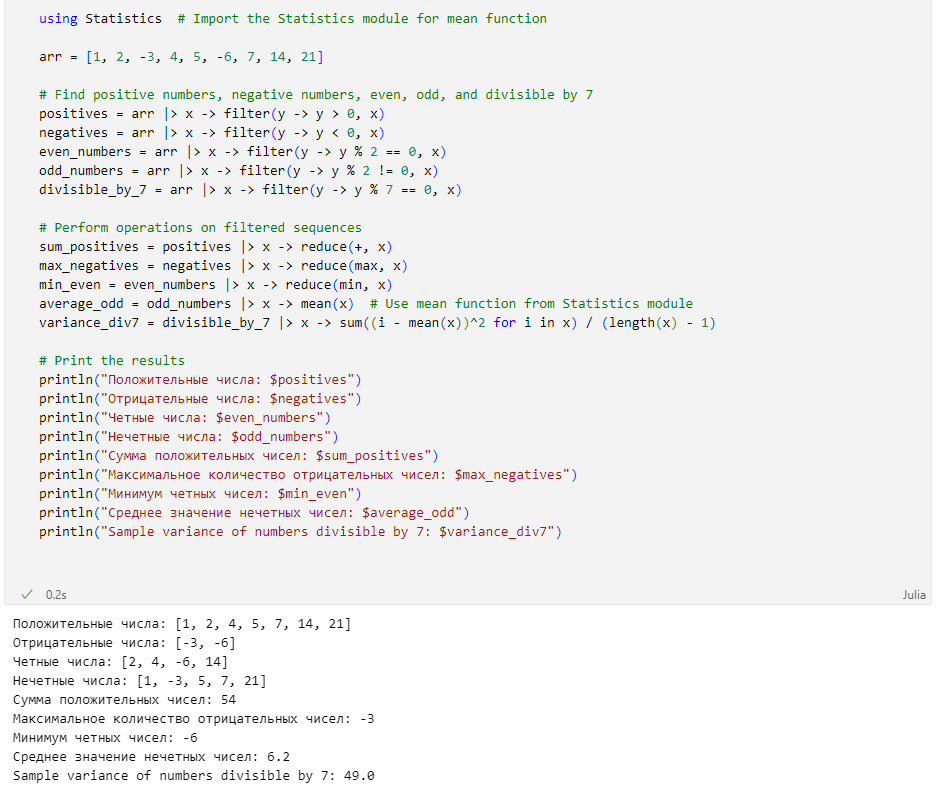 using Statistics  # Import the Statistics module for mean function
arr = [1, 2, -3, 4, 5, -6, 7, 14, 21]
# Find positive numbers, negative numbers, even, odd, and divisible by 7
positives = arr |> x -> filter(y -> y > 0, x)
negatives = arr |> x -> filter(y -> y < 0, x)
even_numbers = arr |> x -> filter(y -> y % 2 == 0, x)
odd_numbers = arr |> x -> filter(y -> y % 2 != 0, x)
divisible_by_7 = arr |> x -> filter(y -> y % 7 == 0, x)
# Perform operations on filtered sequences
sum_positives = positives |> x -> reduce(+, x)
max_negatives = negatives |> x -> reduce(max, x)
min_even = even_numbers |> x -> reduce(min, x)
average_odd = odd_numbers |> x -> mean(x)  # Use mean function from Statistics module
variance_div7 = divisible_by_7 |> x -> sum((i - mean(x))^2 for i in x) / (length(x) - 1)
# Print the results
println("Положительные числа: $positives")
println("Отрицательные числа: $negatives")
println("Четные числа: $even_numbers")
println("Нечетные числа: $odd_numbers")
println("Сумма положительных чисел: $sum_positives")
println("Максимальное количество отрицательных чисел: $max_negatives")
println("Минимум четных чисел: $min_even")
println("Среднее значение нечетных чисел: $average_odd")
println("Sample variance of numbers divisible by 7: $variance_div7")
✓ 0.2s Julia
Положительные числа: [1, 2, 4, 5, 7, 14, 21]
Отрицательные числа: [-3, -6]
Четные числа: [2, 4, -6, 14]
Нечетные числа: [1, -3, 5, 7, 21]
Сумма положительных чисел: 54
Максимальное количество отрицательных чисел: -3
Минимум четных чисел: -6
Среднее значение нечетных чисел: 6.2
Sample variance of numbers divisible by 7: 49.0